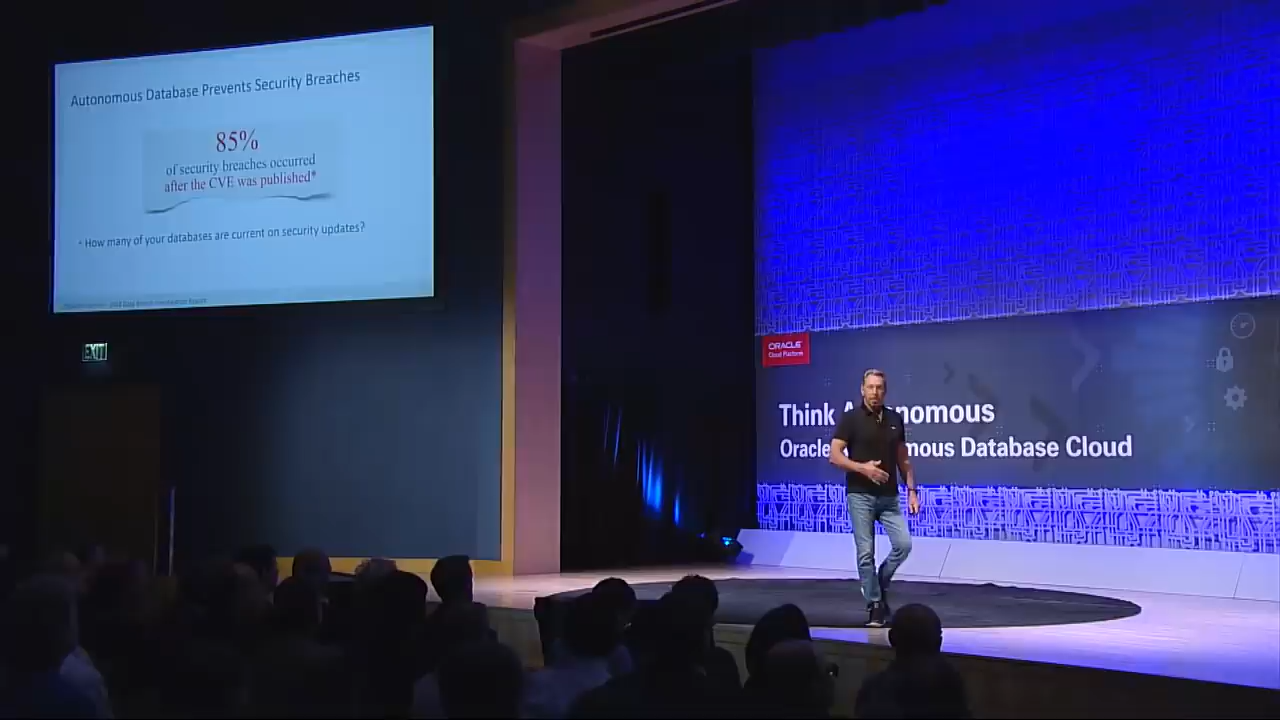 Autonomous Database Prevents Security Breaches
85%
of security breaches occurred
after the CVE was published*
• How many of your databases are current on security updates?
EXIT
ORACLE
Cloud Platform
Think A nomous
Oracle mous Database Cloud